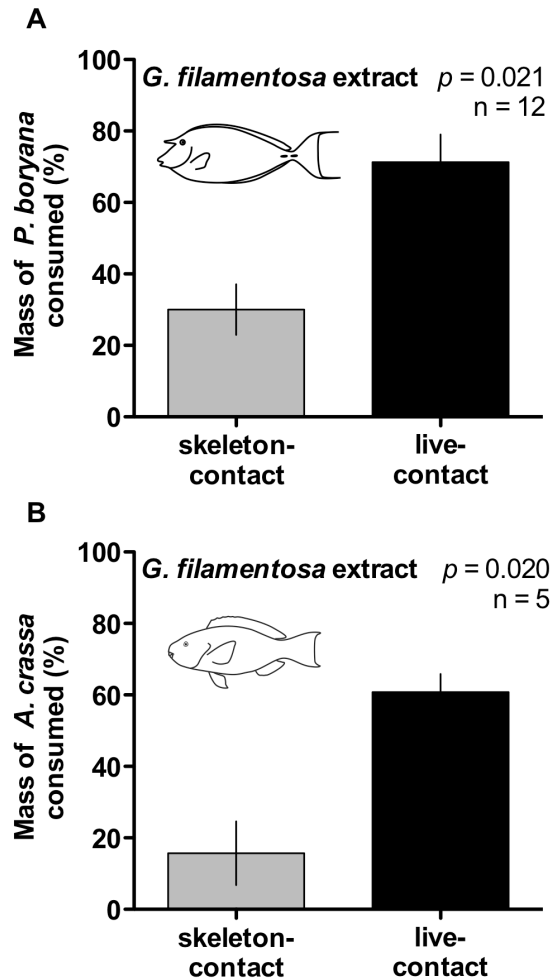 A
G. filamentosa extract p = 0.021
n = 12
100
80
60
40
20
0
Mass of P. boryana
consumed (%)
skeleton-
contact
live-
contact
B
G. filamentosa extract p = 0.020
n = 5
100
80
60
40
20
0
Mass of A. crassa
consumed (%)
skeleton-
contact
live-
contact